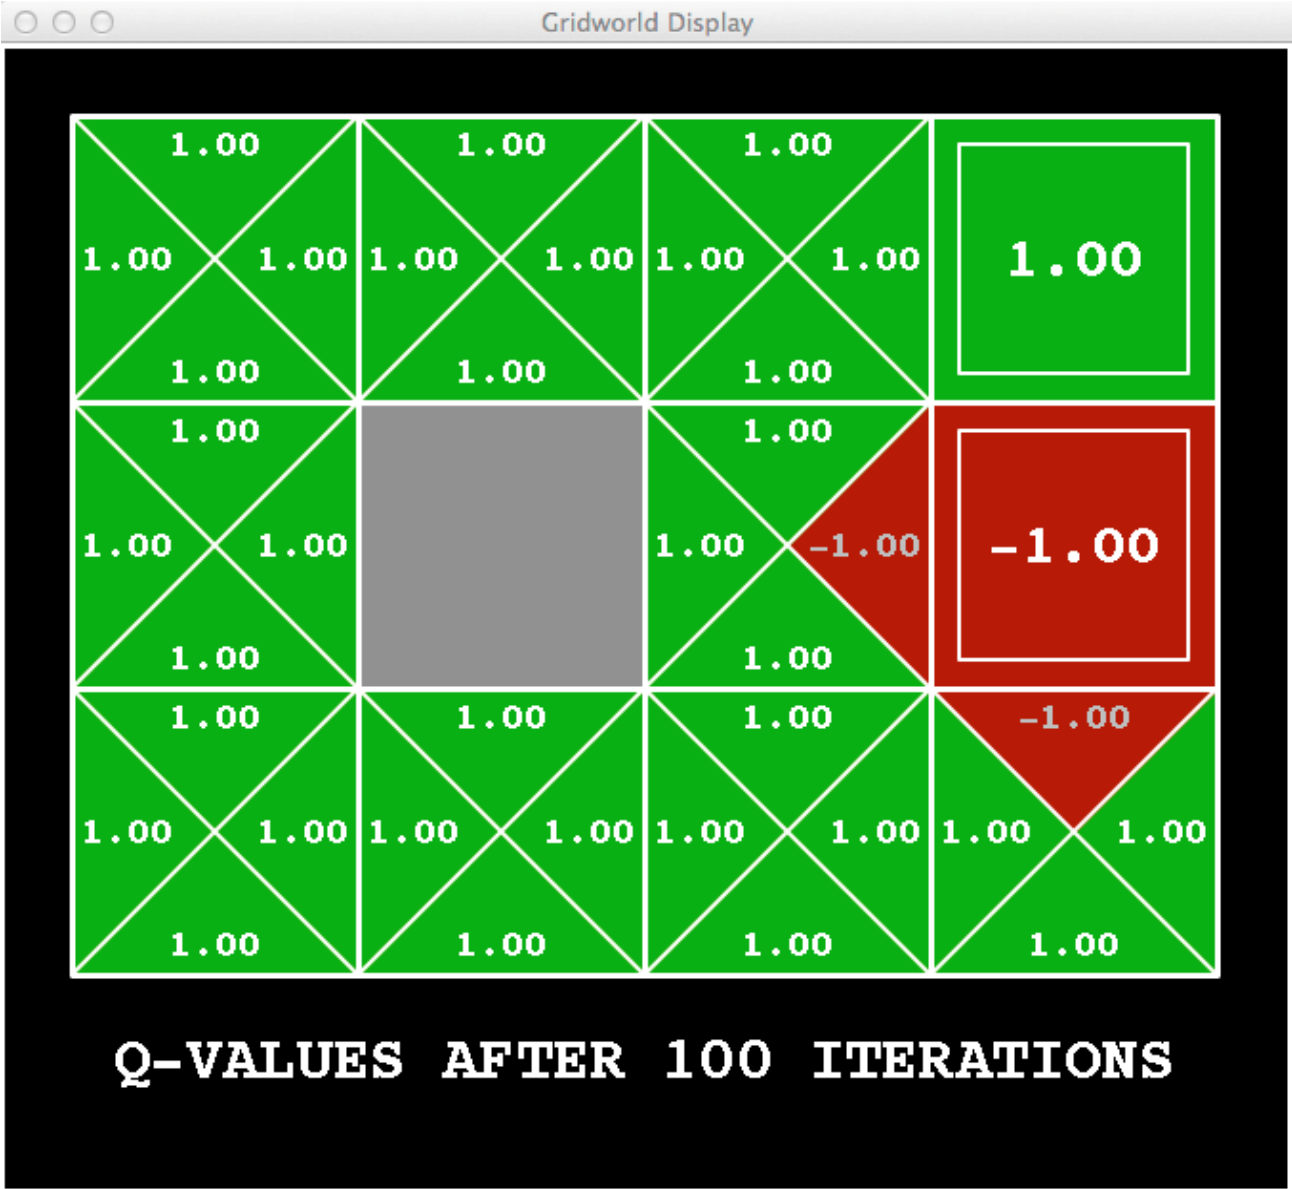 Gridworld Display
1.00 1.00 1.00
1.00 1.00 1.00 1.00 1.00 1.00 1.00
1.00 1.00 1.00
1.00 1.00
1.00 1.00 1.00 -1.00 -1.00
1.00 1.00
1.00 1.00 1.00 -1.00
1.00 1.00 1.00 1.00 1.00 1.00 1.00 1.00
1.00 1.00 1.00 1.00
Q-VALUES AFTER 100 ITERATIONS